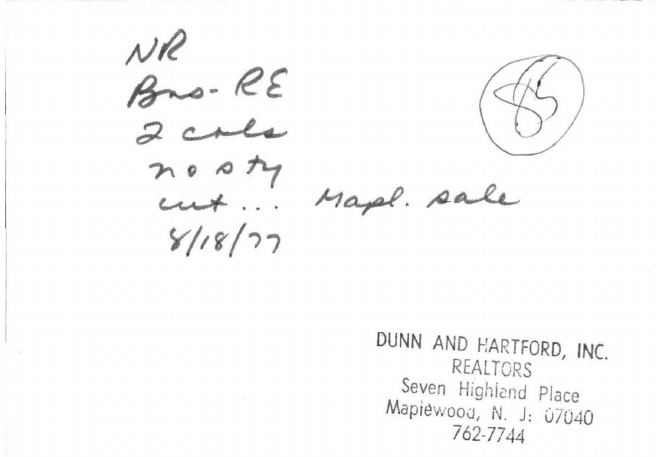 NR
Bus-RE
2 cols
no sty
cut... Mapl. sale
8/18/77
85
DUNN AND HARTFORD, INC.
REALTORS
Seven Highland Place
Maplewood, N. J. 07040
762-7744